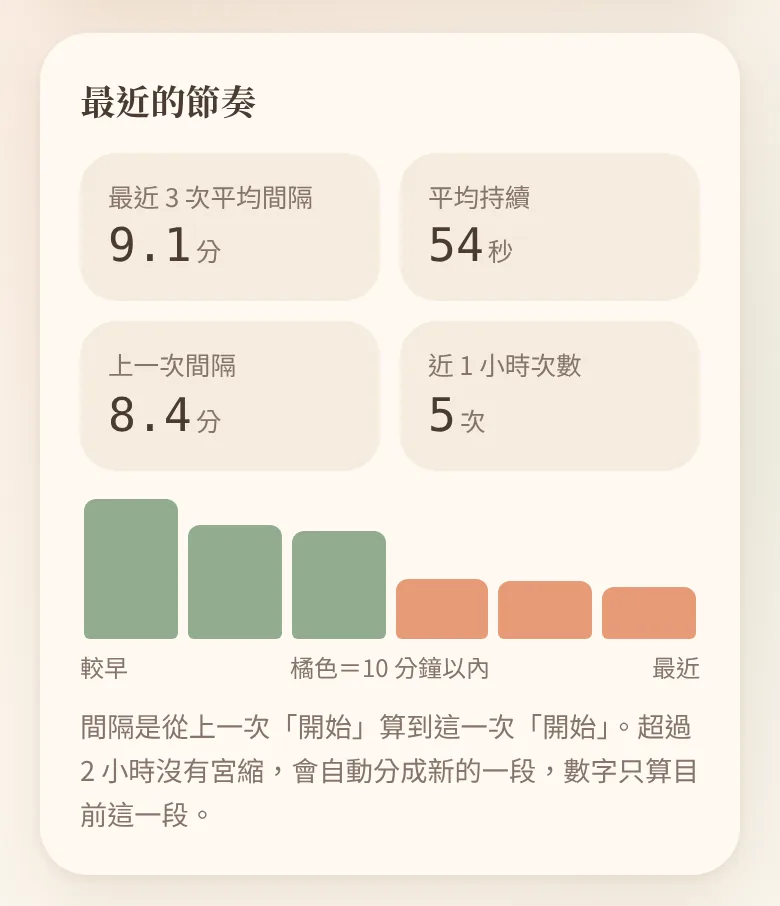 最近的節奏
最近 3 次平均間隔
9.1分
平均持續
54秒
上一次間隔
8.4分
近 1 小時次數
5次
較早
橘色＝10 分鐘以內
最近
間隔是從上一次「開始」算到這一次「開始」。超過
2 小時沒有宮縮，會自動分成新的一段，數字只算目
前這一段。